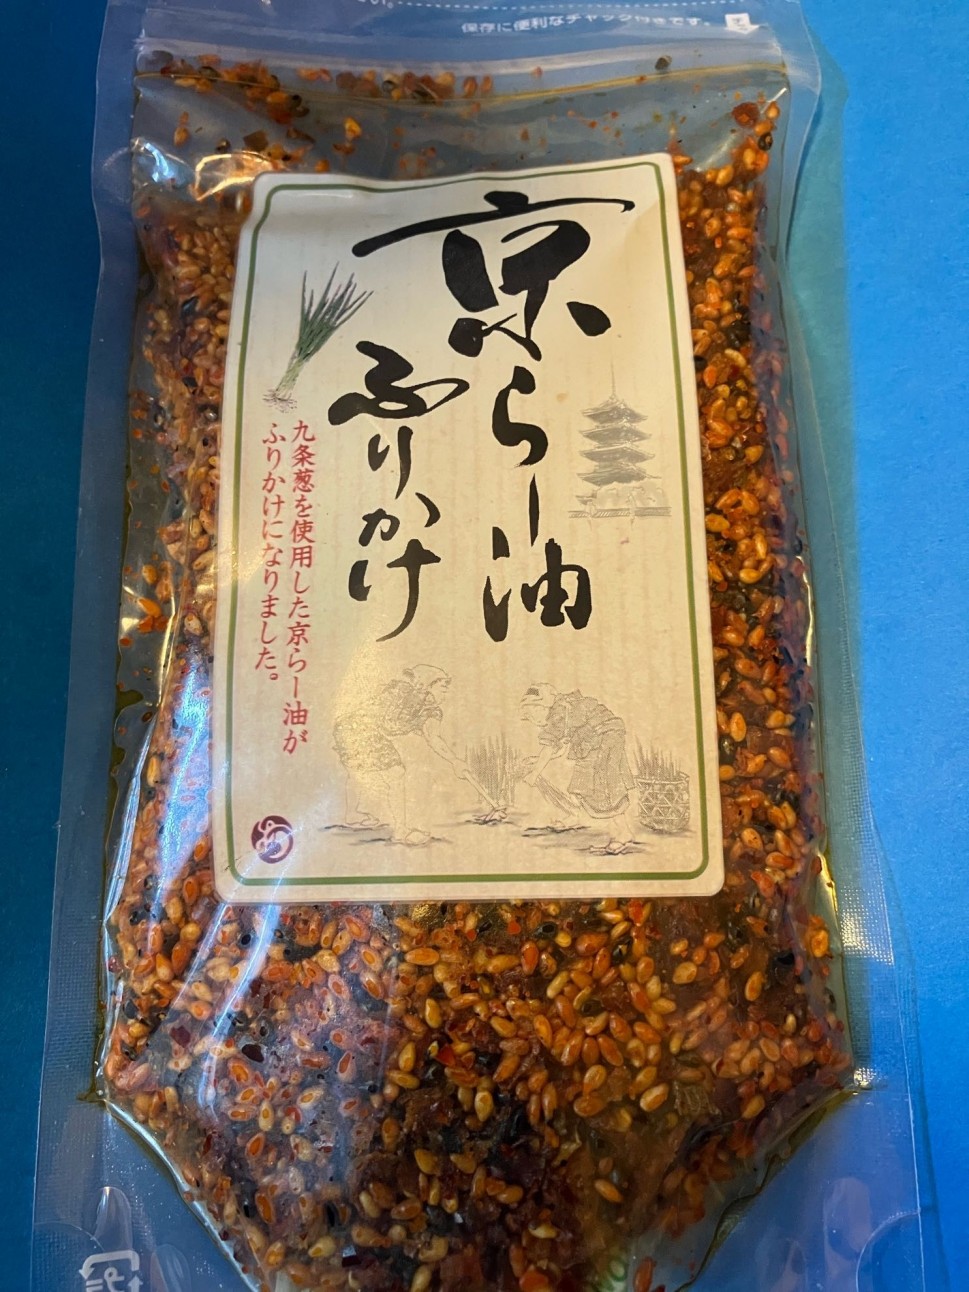 保存に便利なチャック付きです。
京らー油
ふりかけ
九条葱を使用した京らー油が
ふりかけになりました。
プラ